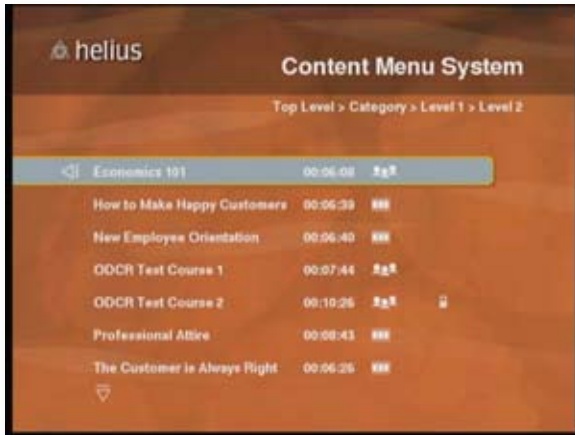 helius
Content Menu System
Top Level > Category > Level 1 > Level 2
Economics 101 00:06:08
How to Make Happy Customers 00:06:39
New Employee Orientation 00:06:40
ODCR Test Course 1 00:07:44
ODCR Test Course 2 00:10:26
Professional Attire 00:08:43
The Customer is Always Right 00:06:26